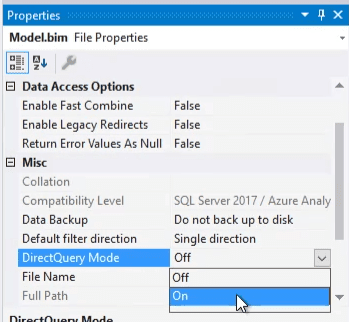 Properties
Model.bim File Properties
Data Access Options
Enable Fast Combine False
Enable Legacy Redirects False
Return Error Values As Null False
Misc
Collation
Compatibility Level SQL Server 2017 / Azure Analy
Data Backup Do not back up to disk
Default filter direction Single direction
DirectQuery Mode Off
File Name Off
Full Path On
DirectQuery Mode